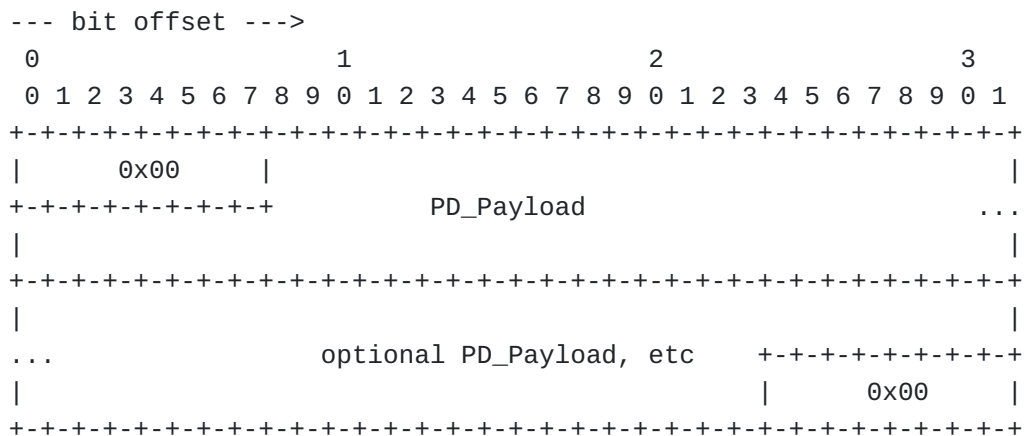 --- bit offset --->
 0                   1                   2                   3
 0 1 2 3 4 5 6 7 8 9 0 1 2 3 4 5 6 7 8 9 0 1 2 3 4 5 6 7 8 9 0 1
+-+-+-+-+-+-+-+-+-+-+-+-+-+-+-+-+-+-+-+-+-+-+-+-+-+-+-+-+-+-+-+-+
|      0x00     |                                               |
+-+-+-+-+-+-+-+-+          PD_Payload                         ...
|                                                               |
+-+-+-+-+-+-+-+-+-+-+-+-+-+-+-+-+-+-+-+-+-+-+-+-+-+-+-+-+-+-+-+-+
|                                                               |
...                 optional PD_Payload, etc    +-+-+-+-+-+-+-+-+
|                                               |      0x00     |
+-+-+-+-+-+-+-+-+-+-+-+-+-+-+-+-+-+-+-+-+-+-+-+-+-+-+-+-+-+-+-+-+